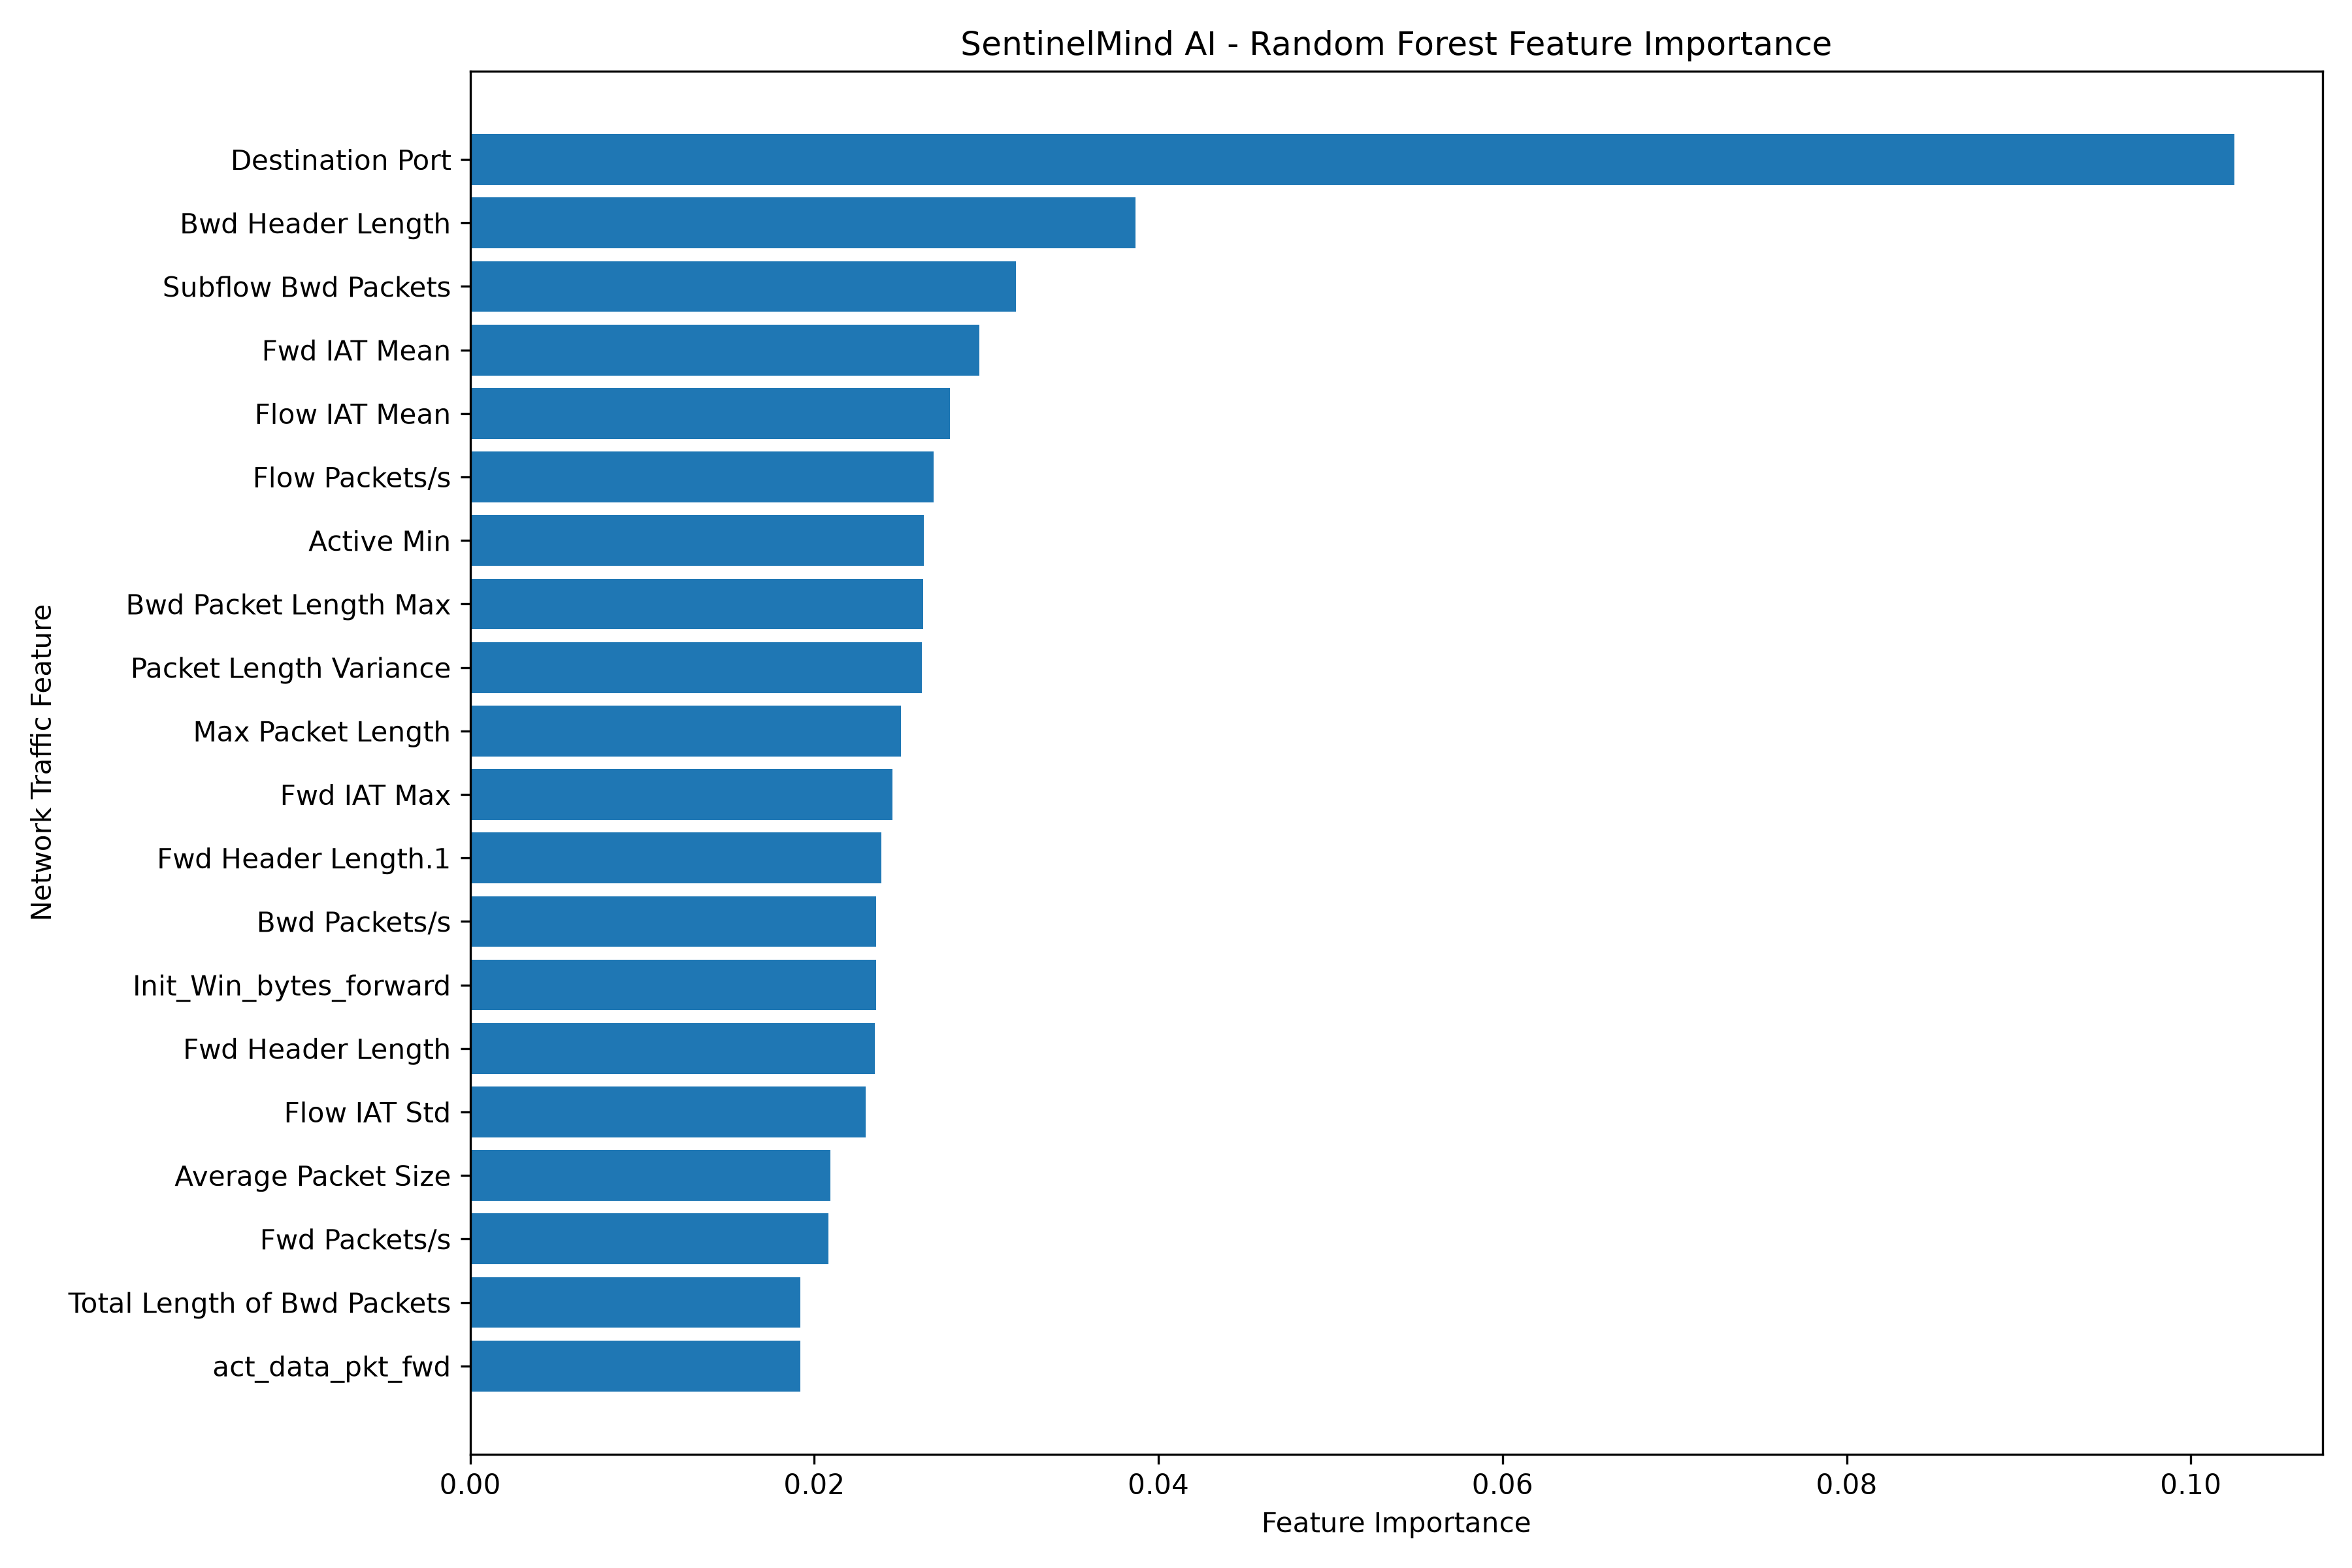 SentinelMind AI - Random Forest Feature Importance
Network Traffic Feature
Destination Port
Bwd Header Length
Subflow Bwd Packets
Fwd IAT Mean
Flow IAT Mean
Flow Packets/s
Active Min
Bwd Packet Length Max
Packet Length Variance
Max Packet Length
Fwd IAT Max
Fwd Header Length.1
Bwd Packets/s
Init_Win_bytes_forward
Fwd Header Length
Flow IAT Std
Average Packet Size
Fwd Packets/s
Total Length of Bwd Packets
act_data_pkt_fwd
0.00 0.02 0.04 0.06 0.08 0.10
Feature Importance